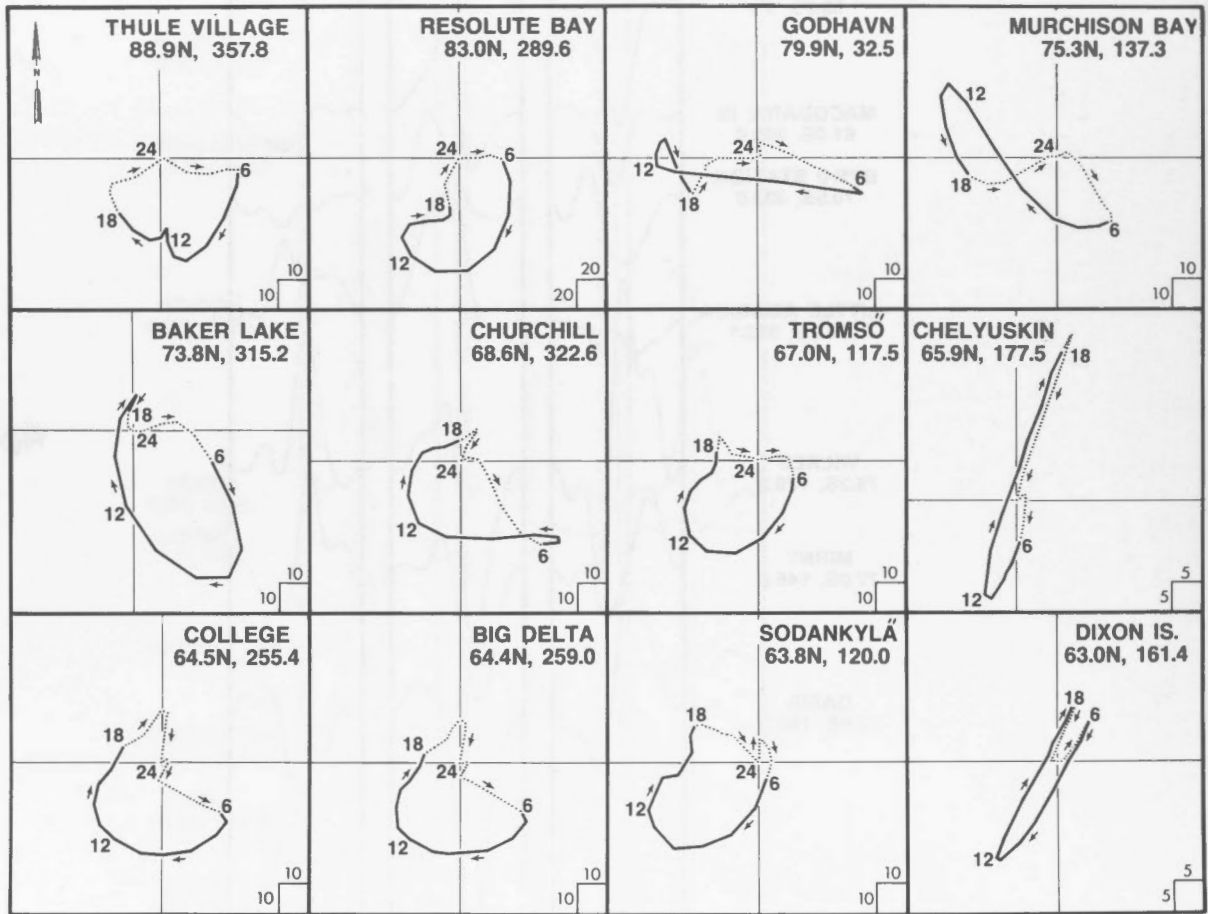 N
THULE VILLAGE
88.9N, 357.8
24
6
18
12
10
10
RESOLUTE BAY
83.0N, 289.6
24
6
18
12
20
20
GODHAVN
79.9N, 32.5
24
12
6
18
10
10
MURCHISON BAY
75.3N, 137.3
12
24
18
6
10
10
BAKER LAKE
73.8N, 315.2
18
24
6
12
10
10
CHURCHILL
68.6N, 322.6
18
24
12
6
10
10
TROMSÖ
67.0N, 117.5
18
24
6
12
10
10
CHELYUSKIN
65.9N, 177.5
18
6
12
5
5
COLLEGE
64.5N, 255.4
18
24
6
12
10
10
BIG DELTA
64.4N, 259.0
18
24
6
12
10
10
SODANKYLÄ
63.8N, 120.0
18
24
6
12
10
10
DIXON IS.
63.0N, 161.4
18
6
24
12
5
5